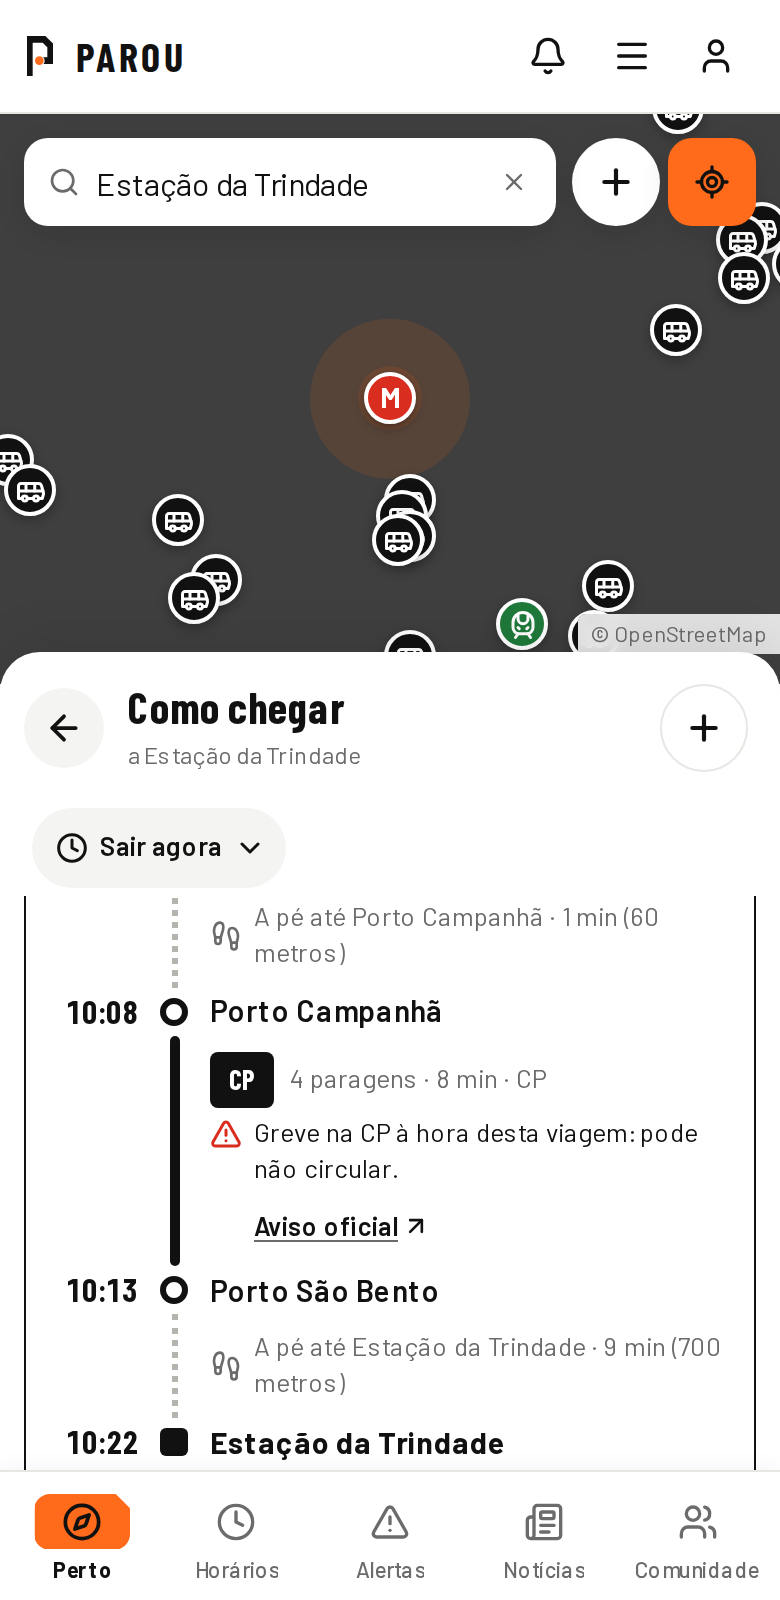 PAROU
Estação da Trindade
M
© OpenStreetMap
Como chegar
a Estação da Trindade
Sair agora
A pé até Porto Campanhã · 1 min (60
metros)
10:08 Porto Campanhã
CP 4 paragens · 8 min · CP
Greve na CP à hora desta viagem: pode
não circular.
Aviso oficial
10:13 Porto São Bento
A pé até Estação da Trindade · 9 min (700
metros)
10:22 Estação da Trindade
Perto Horários Alertas Notícias Comunidade